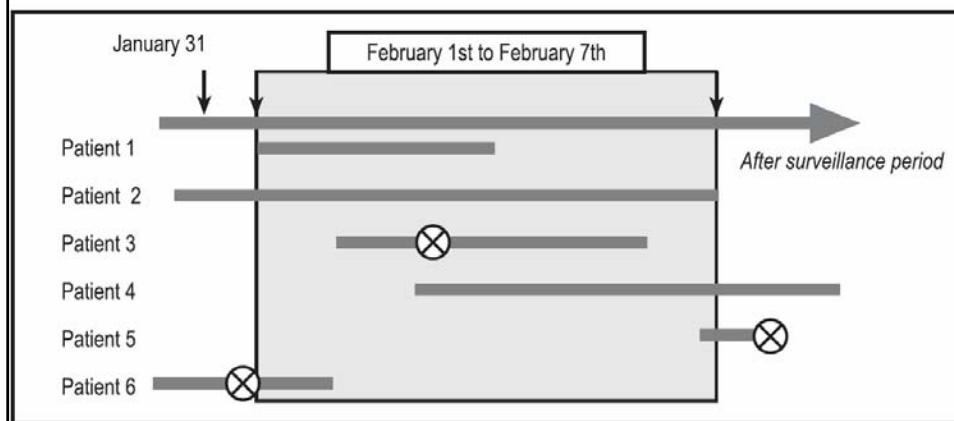 January 31
February 1st to February 7th
Patient 1
After surveillance period
Patient 2
Patient 3
Patient 4
Patient 5
Patient 6